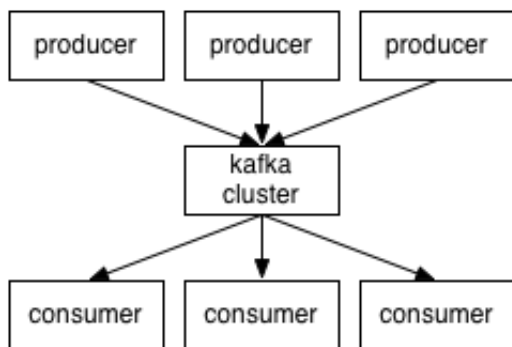 producer
producer
producer
kafka
cluster
consumer
consumer
consumer